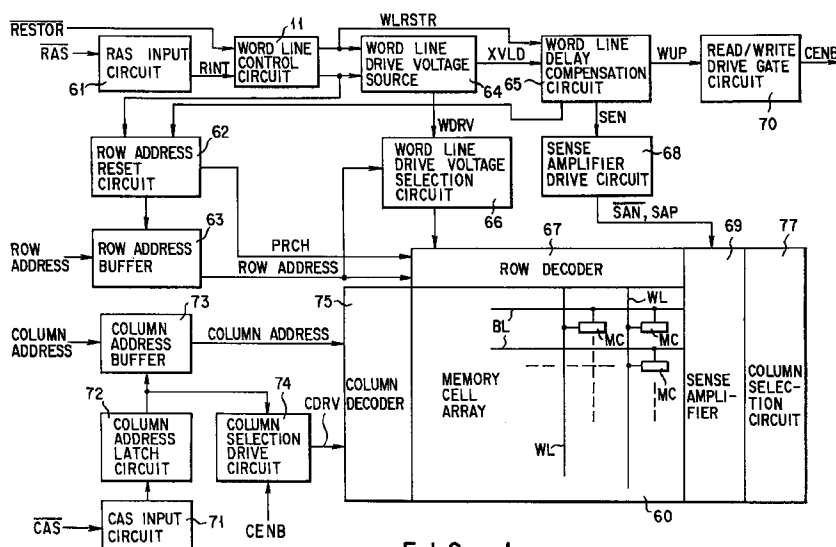 RESTOR
RAS
RAS INPUT
CIRCUIT
61
RINT
11
WORD LINE
CONTROL
CIRCUIT
WLRSTR
WORD LINE
DRIVE VOLTAGE
SOURCE
64
XVLD
WORD LINE
DELAY
COMPENSATION
CIRCUIT
65
WUP
READ/WRITE
DRIVE GATE
CIRCUIT
70
CENB
62
ROW ADDRESS
RESET
CIRCUIT
WDRV
WORD LINE
DRIVE VOLTAGE
SELECTION
CIRCUIT
66
SEN
SENSE
AMPLIFIER
DRIVE CIRCUIT
68
SAN, SAP
63
ROW
ADDRESS
ROW ADDRESS
BUFFER
PRCH
ROW ADDRESS
67
ROW DECODER
69
77
73
COLUMN
ADDRESS
COLUMN
ADDRESS
BUFFER
COLUMN ADDRESS
75
COLUMN
DECODER
WL
BL
MC
MC
MC
MEMORY
CELL
ARRAY
WL
60
SENSE
AMPLI-
FIER
COLUMN
SELEC-
TION
CIRCUIT
72
COLUMN
ADDRESS
LATCH
CIRCUIT
74
COLUMN
SELECTION
DRIVE
CIRCUIT
CDRV
CAS
CAS INPUT
CIRCUIT
71
CENB